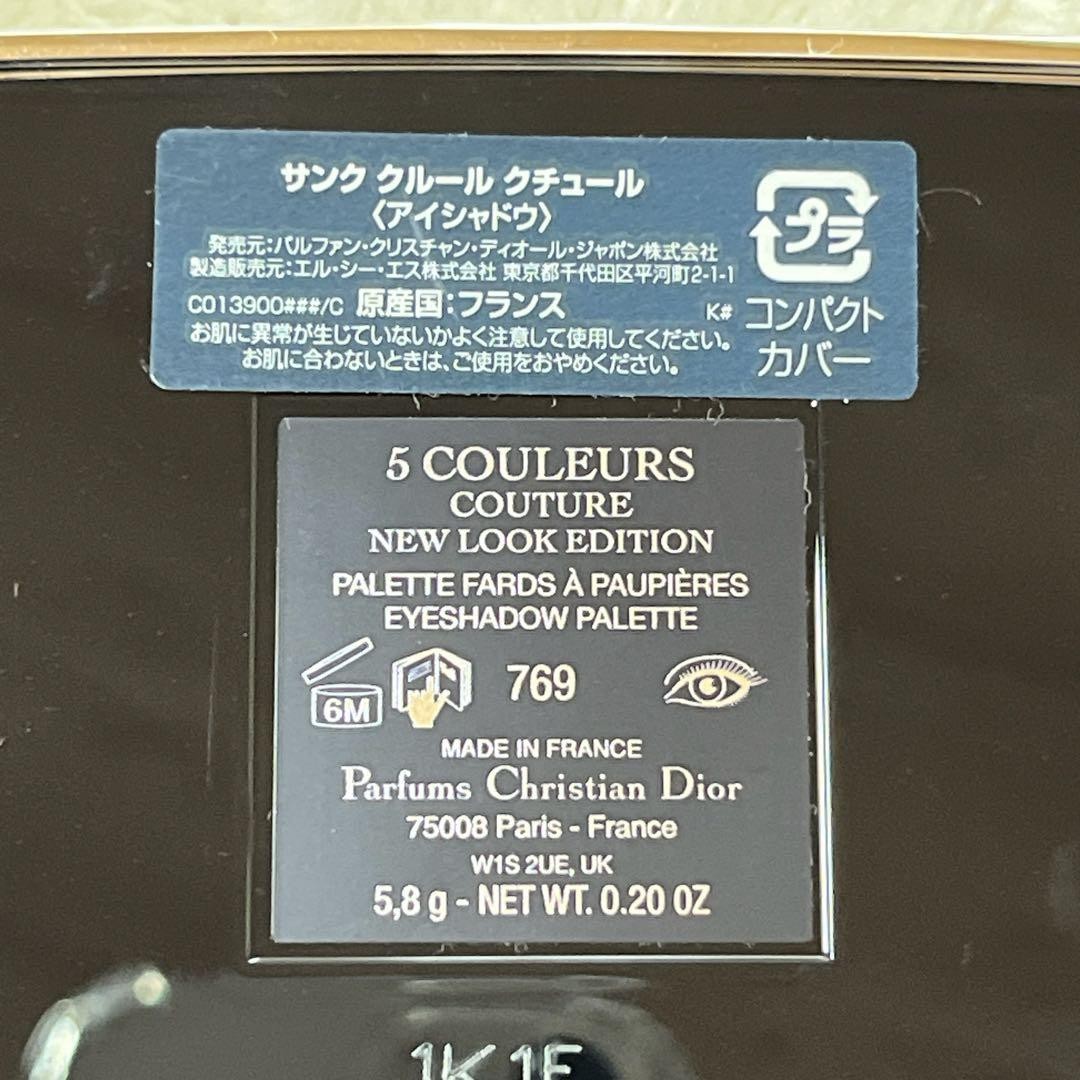 サンク クルール クチュール
〈アイシャドウ〉
発売元:パルファン・クリスチャン・ディオール・ジャポン株式会社
製造販売元:エル・シー・エス株式会社 東京都千代田区平河町2-1-1
C013900###/C 原産国:フランス K#
お肌に異常が生じていないかよく注意して使用してください。
お肌に合わないときは、ご使用をおやめください。
プラ
コンパクト
カバー
5 COULEURS
COUTURE
NEW LOOK EDITION
PALETTE FARDS À PAUPIÈRES
EYESHADOW PALETTE
6M 769
MADE IN FRANCE
Parfums Christian Dior
75008 Paris - France
W1S 2UE, UK
5,8 g - NET WT. 0.20 OZ